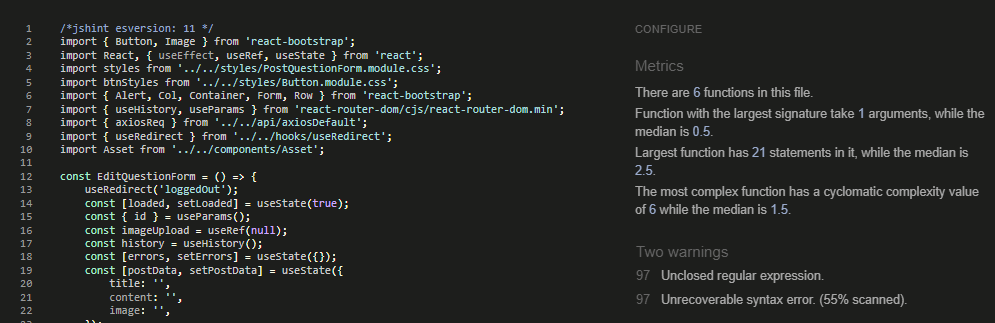 1 /*jshint esversion: 11 */
2 import { Button, Image } from 'react-bootstrap';
3 import React, { useEffect, useRef, useState } from 'react';
4 import styles from '../../styles/PostQuestionForm.module.css';
5 import btnStyles from '../../styles/Button.module.css';
6 import { Alert, Col, Container, Form, Row } from 'react-bootstrap';
7 import { useHistory, useParams } from 'react-router-dom/cjs/react-router-dom.min';
8 import { axiosReq } from '../../api/axiosDefault';
9 import { useRedirect } from '../../hooks/useRedirect';
10 import Asset from '../../components/Asset';
11
12 const EditQuestionForm = () => {
13 useRedirect('loggedOut');
14 const [loaded, setLoaded] = useState(true);
15 const { id } = useParams();
16 const imageUpload = useRef(null);
17 const history = useHistory();
18 const [errors, setErrors] = useState({});
19 const [postData, setPostData] = useState({
20 title: '',
21 content: '',
22 image: '',
23 });
CONFIGURE
Metrics
There are 6 functions in this file.
Function with the largest signature take 1 arguments, while the
median is 0.5.
Largest function has 21 statements in it, while the median is
2.5.
The most complex function has a cyclomatic complexity value
of 6 while the median is 1.5.
Two warnings
97 Unclosed regular expression.
97 Unrecoverable syntax error. (55% scanned).